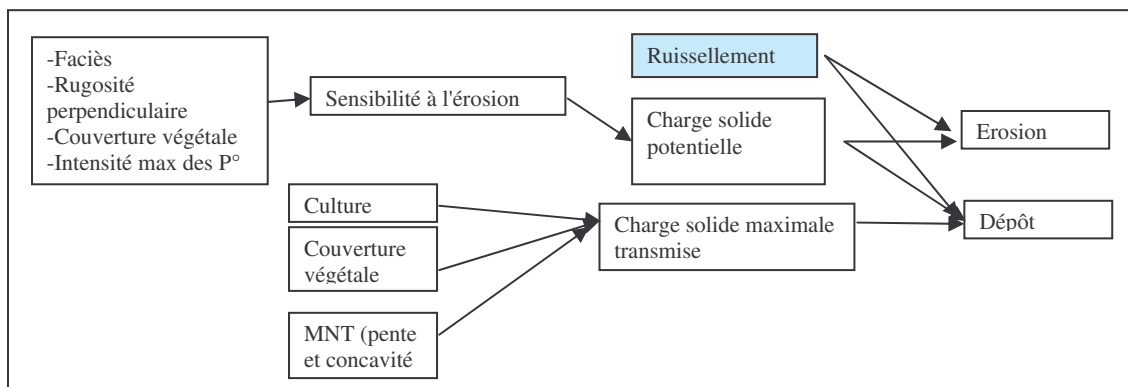 -Faciès
-Rugosité
perpendiculaire
-Couverture végétale
-Intensité max des P°
Sensibilité à l'érosion
Ruissellement
Charge solide
potentielle
Erosion
Culture
Couverture
végétale
MNT (pente
et concavité
Charge solide maximale
transmise
Dépôt